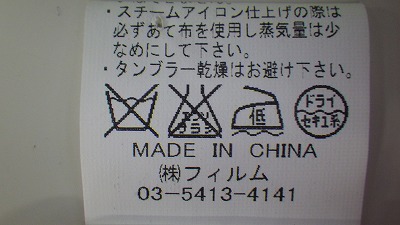 ・スチームアイロン仕上げの際は
必ずあて布を使用し蒸気量は少
なめにして下さい。
・タンブラー乾燥はお避け下さい。
エンソ
サラシ
低
ドライ
セキユ系
MADE IN CHINA
㈱フィルム
03-5413-4141